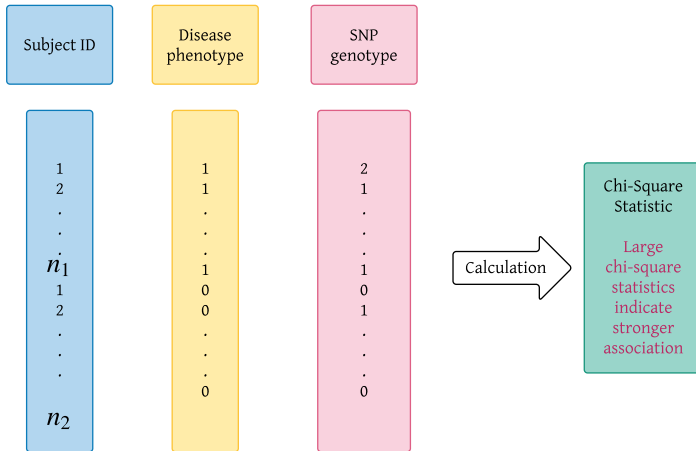 Subject ID
Disease
phenotype
SNP
genotype
1
2
.
.
.
n₁
1
2
.
.
.
n₂
1
1
.
.
.
1
0
0
.
.
.
0
2
1
.
.
.
1
0
1
.
.
.
0
Calculation
Chi-Square
Statistic
Large
chi-square
statistics
indicate
stronger
association